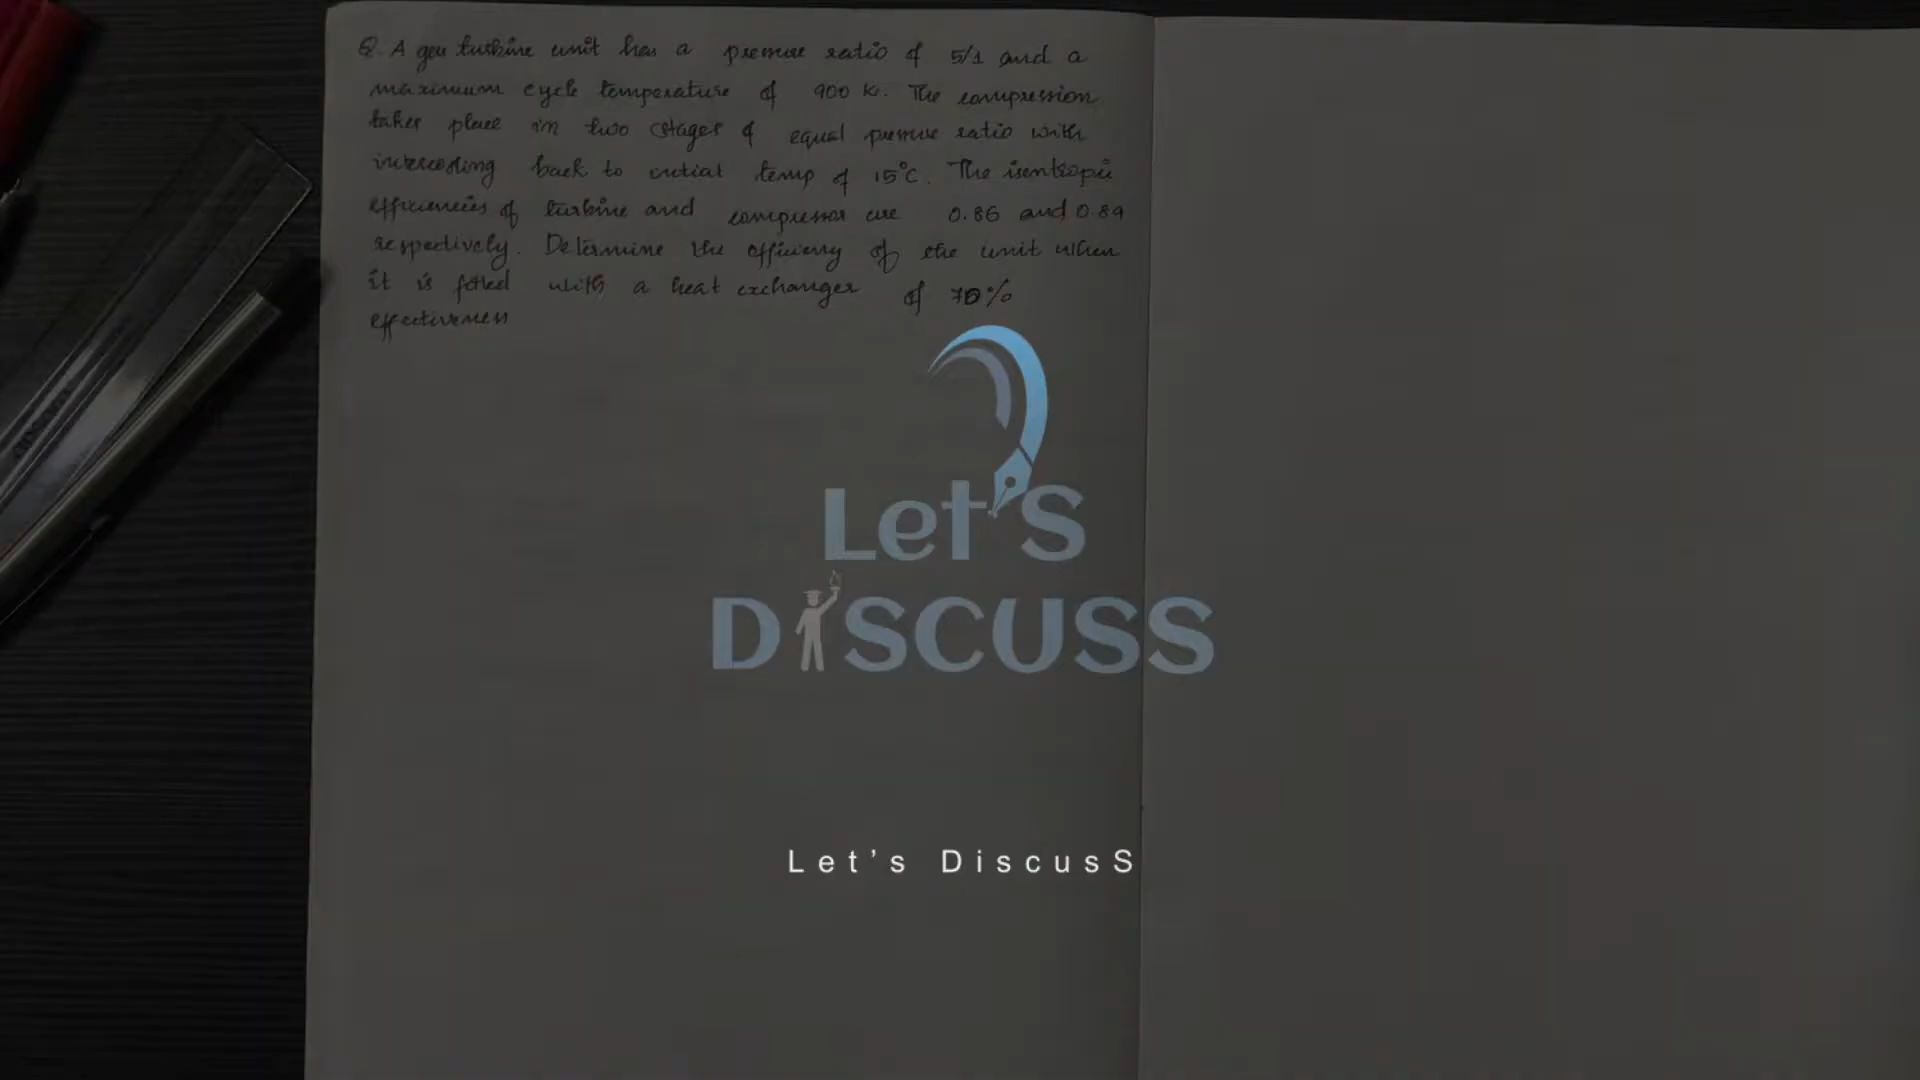 Q. A gas turbine unit has a pressure ratio of 5/1 and a
maximum cycle temperature of 900 K. The compression
takes place in two stages of equal pressure ratio with
intercooling back to initial temp of 15°C. The isentropic
efficiencies of turbine and compressor are 0.86 and 0.89
respectively. Determine the efficiency of the unit when
it is fitted with a heat exchanger of 70%
effectiveness
Let's
DISCUSS
Let's DiscusS